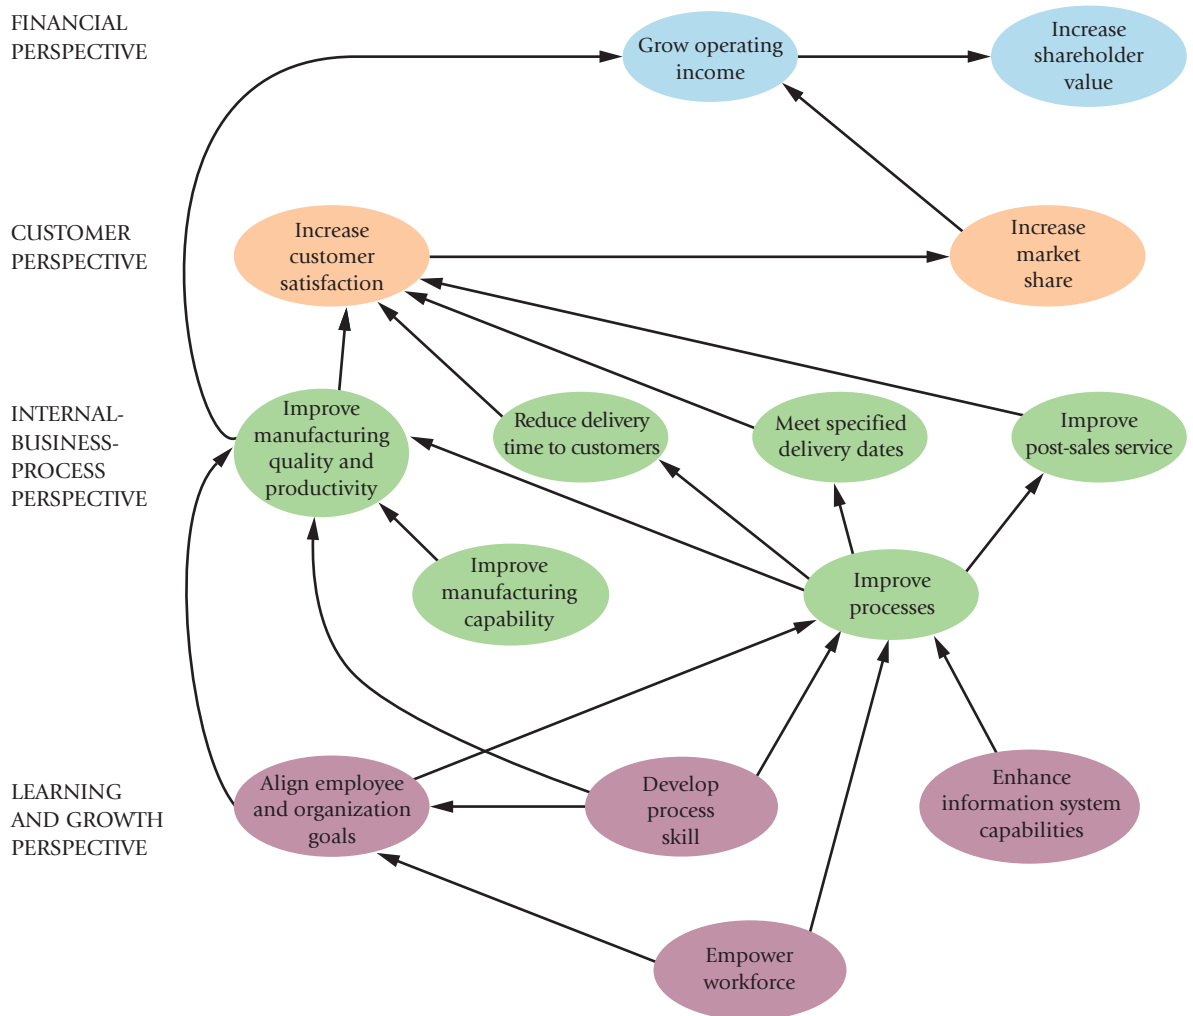 FINANCIAL
PERSPECTIVE
Grow operating
income
Increase
shareholder
value
CUSTOMER
PERSPECTIVE
Increase
customer
satisfaction
Increase
market
share
INTERNAL-
BUSINESS-
PROCESS
PERSPECTIVE
Improve
manufacturing
quality and
productivity
Reduce delivery
time to customers
Meet specified
delivery dates
Improve
post-sales service
Improve
manufacturing
capability
Improve
processes
LEARNING
AND GROWTH
PERSPECTIVE
Align employee
and organization
goals
Develop
process
skill
Enhance
information system
capabilities
Empower
workforce